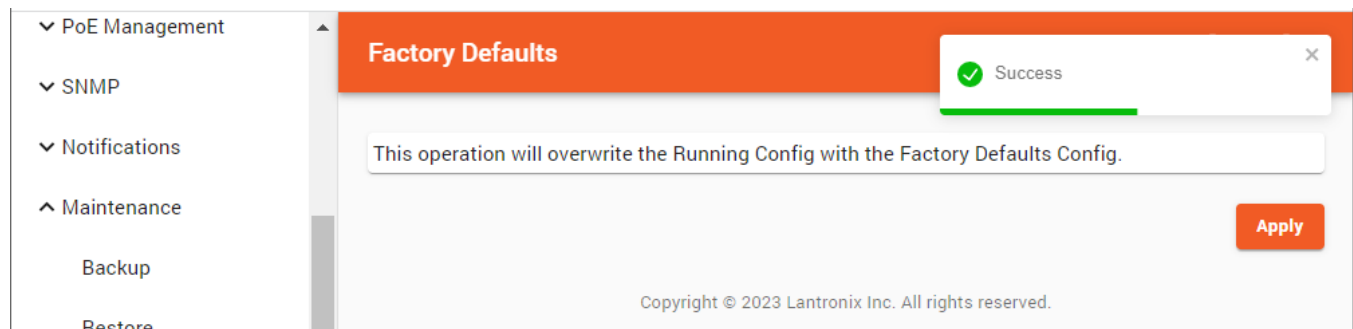 PoE Management
SNMP
Notifications
Maintenance
Backup
Restore
Factory Defaults
Success
This operation will overwrite the Running Config with the Factory Defaults Config.
Apply
Copyright © 2023 Lantronix Inc. All rights reserved.